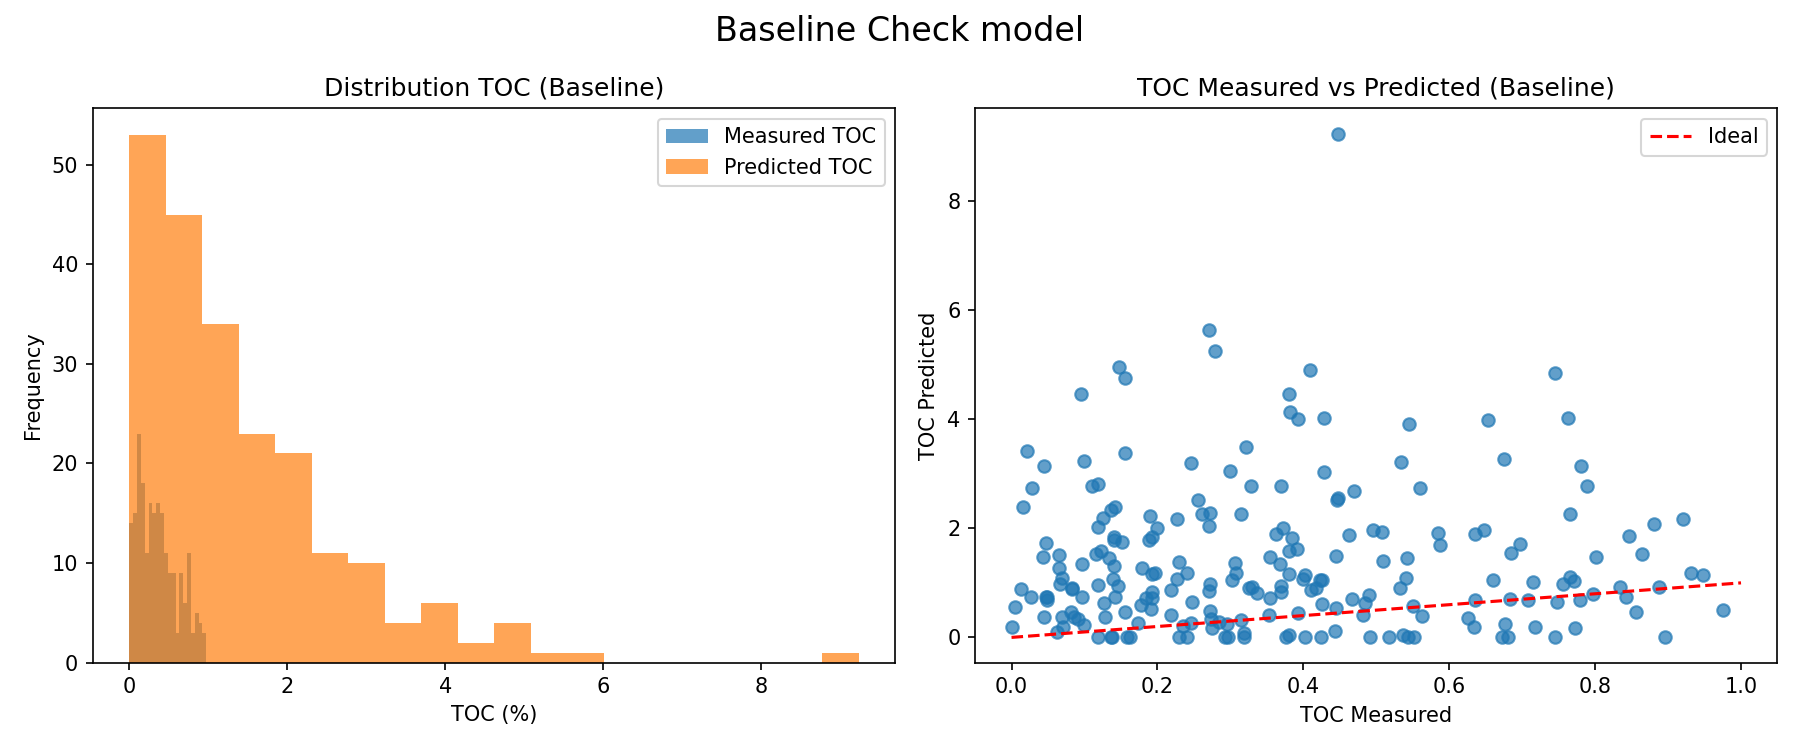 Baseline Check model
Distribution TOC (Baseline)
Measured TOC
Predicted TOC
Frequency
50
40
30
20
10
0
0 2 4 6 8
TOC (%)
TOC Measured vs Predicted (Baseline)
Ideal
TOC Predicted
8
6
4
2
0
0.0 0.2 0.4 0.6 0.8 1.0
TOC Measured